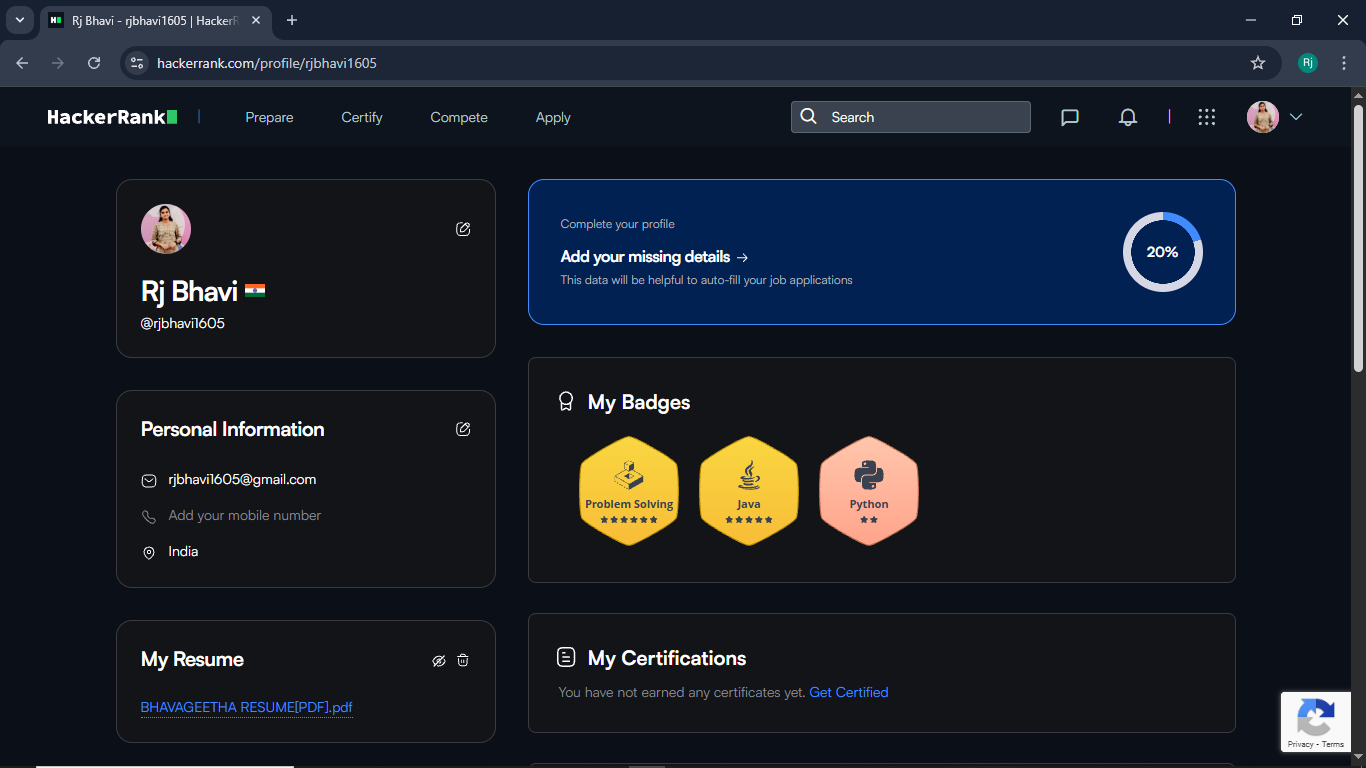 Rj Bhavi - rjbhavi1605 | HackerR
hackerrank.com/profile/rjbhavi1605
Rj
HackerRank
Prepare
Certify
Compete
Apply
Search
Rj Bhavi
@rjbhavi1605
Personal Information
rjbhavi1605@gmail.com
Add your mobile number
India
My Resume
BHAVAGEETHA RESUME[PDF].pdf
Complete your profile
Add your missing details →
This data will be helpful to auto-fill your job applications
20%
My Badges
Problem Solving
Java
Python
My Certifications
You have not earned any certificates yet. Get Certified
Privacy - Terms